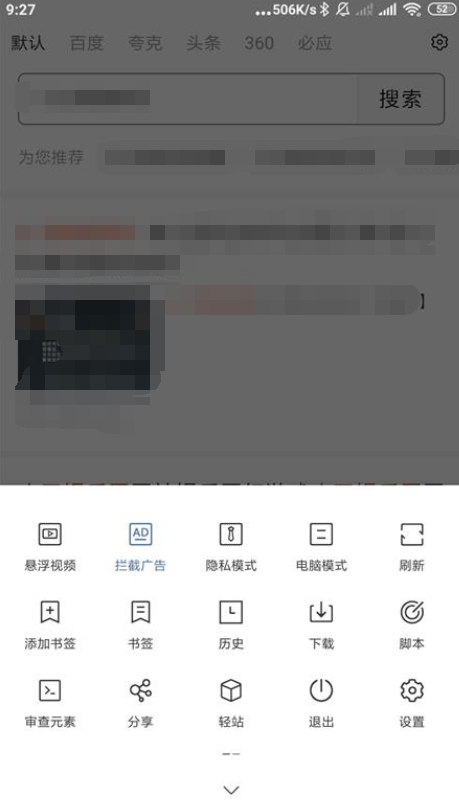 9:27 ...506K/s 52
默认 百度 夸克 头条 360 必应
搜索
为您推荐
】
悬浮视频 拦截广告 隐私模式 电脑模式 刷新
添加书签 书签 历史 下载 脚本
审查元素 分享 轻站 退出 设置